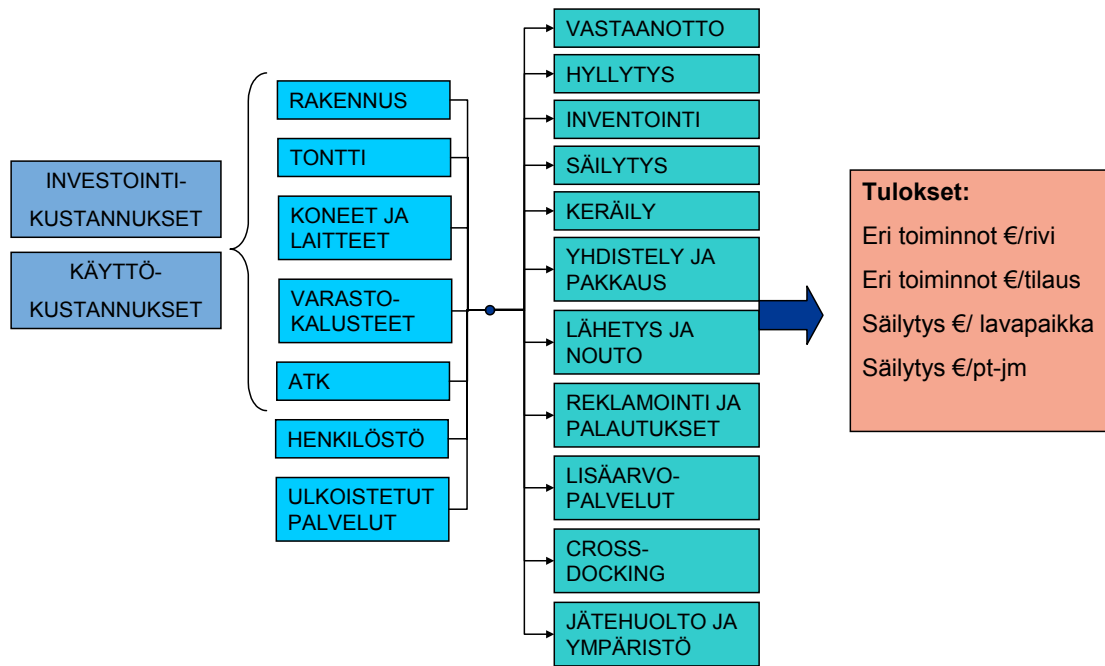 INVESTOINTI-
KUSTANNUKSET
KÄYTTÖ-
KUSTANNUKSET
RAKENNUS
TONTTI
KONEET JA
LAITTEET
VARASTO-
KALUSTEET
ATK
HENKILÖSTÖ
ULKOISTETUT
PALVELUT
VASTAANOTTO
HYLLYTYS
INVENTOINTI
SÄILYTYS
KERÄILY
YHDISTELY JA
PAKKAUS
LÄHETYS JA
NOUTO
REKLAMOINTI JA
PALAUTUKSET
LISÄARVO-
PALVELUT
CROSS-
DOCKING
JÄTEHUOLTO JA
YMPÄRISTÖ
Tulokset:
Eri toiminnot €/rivi
Eri toiminnot €/tilaus
Säilytys €/ lavapaikka
Säilytys €/pt-jm